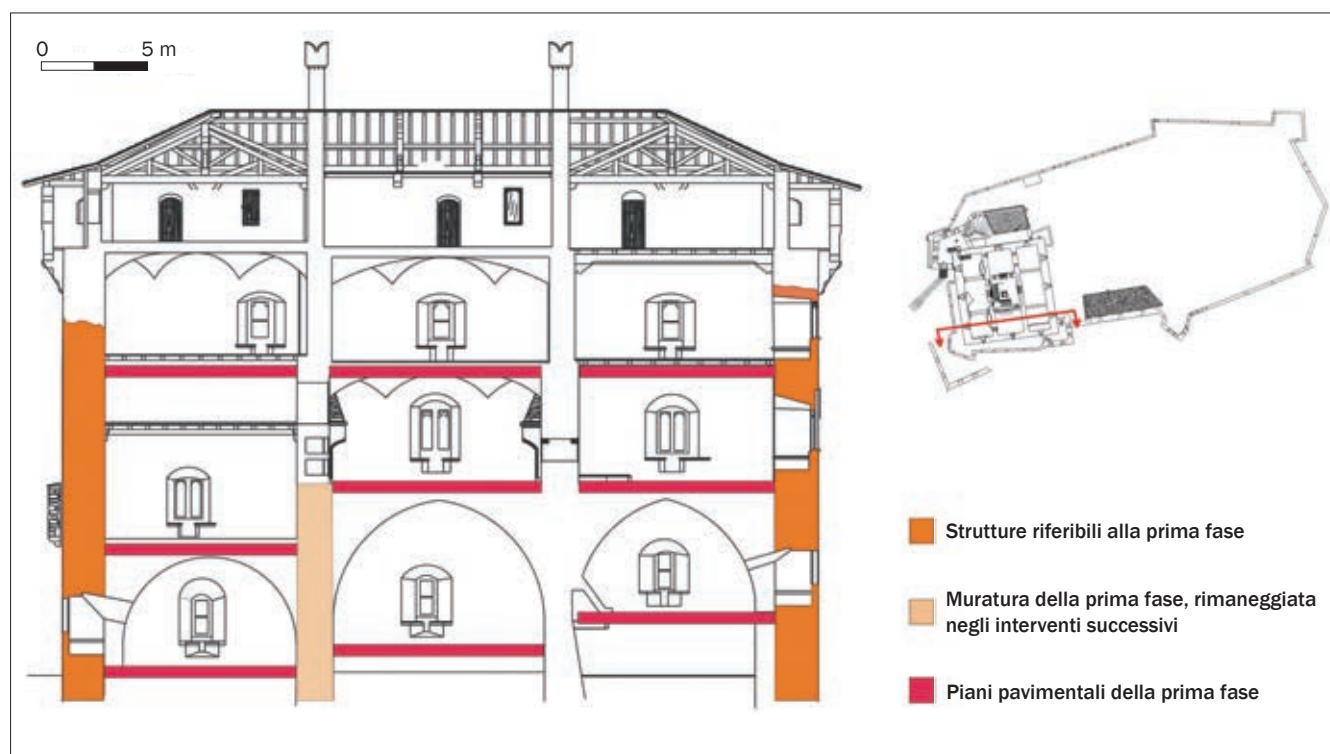 0 5 m
Strutture riferibili alla prima fase
Muratura della prima fase, rimaneggiata
negli interventi successivi
Piani pavimentali della prima fase